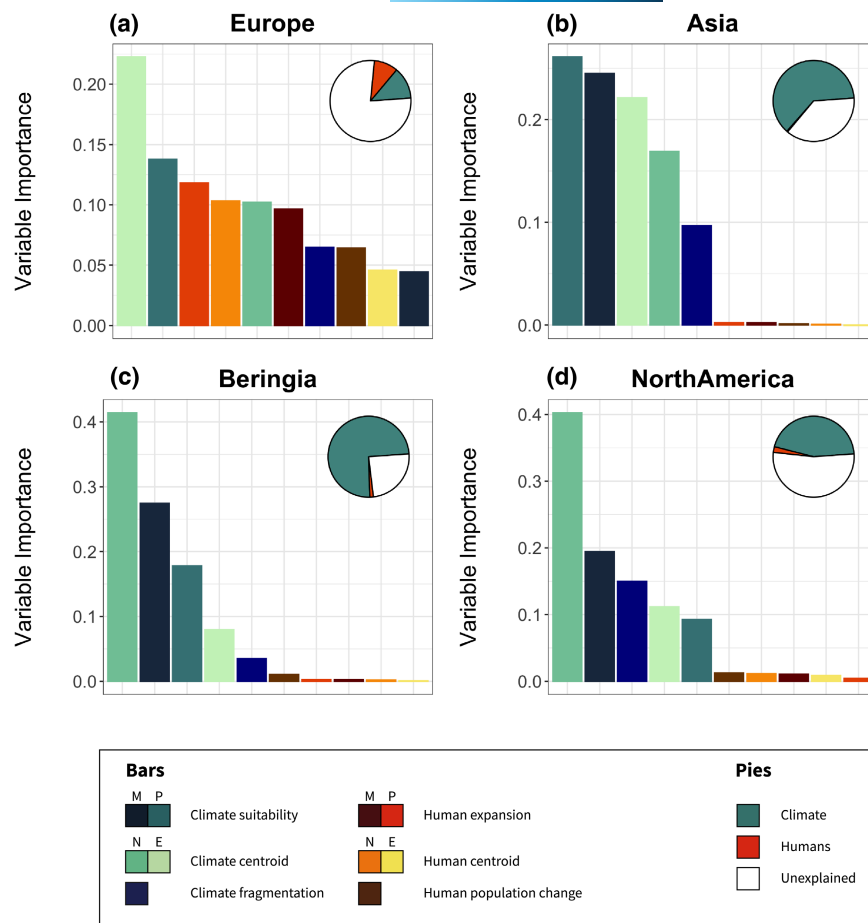 (a) Europe
Variable Importance
0.20
0.15
0.10
0.05
0.00
(b) Asia
Variable Importance
0.2
0.1
0.0
(c) Beringia
Variable Importance
0.4
0.3
0.2
0.1
0.0
(d) NorthAmerica
Variable Importance
0.4
0.3
0.2
0.1
0.0
Bars
M P
Climate suitability
N E
Climate centroid
Climate fragmentation
M P
Human expansion
N E
Human centroid
Human population change
Pies
Climate
Humans
Unexplained